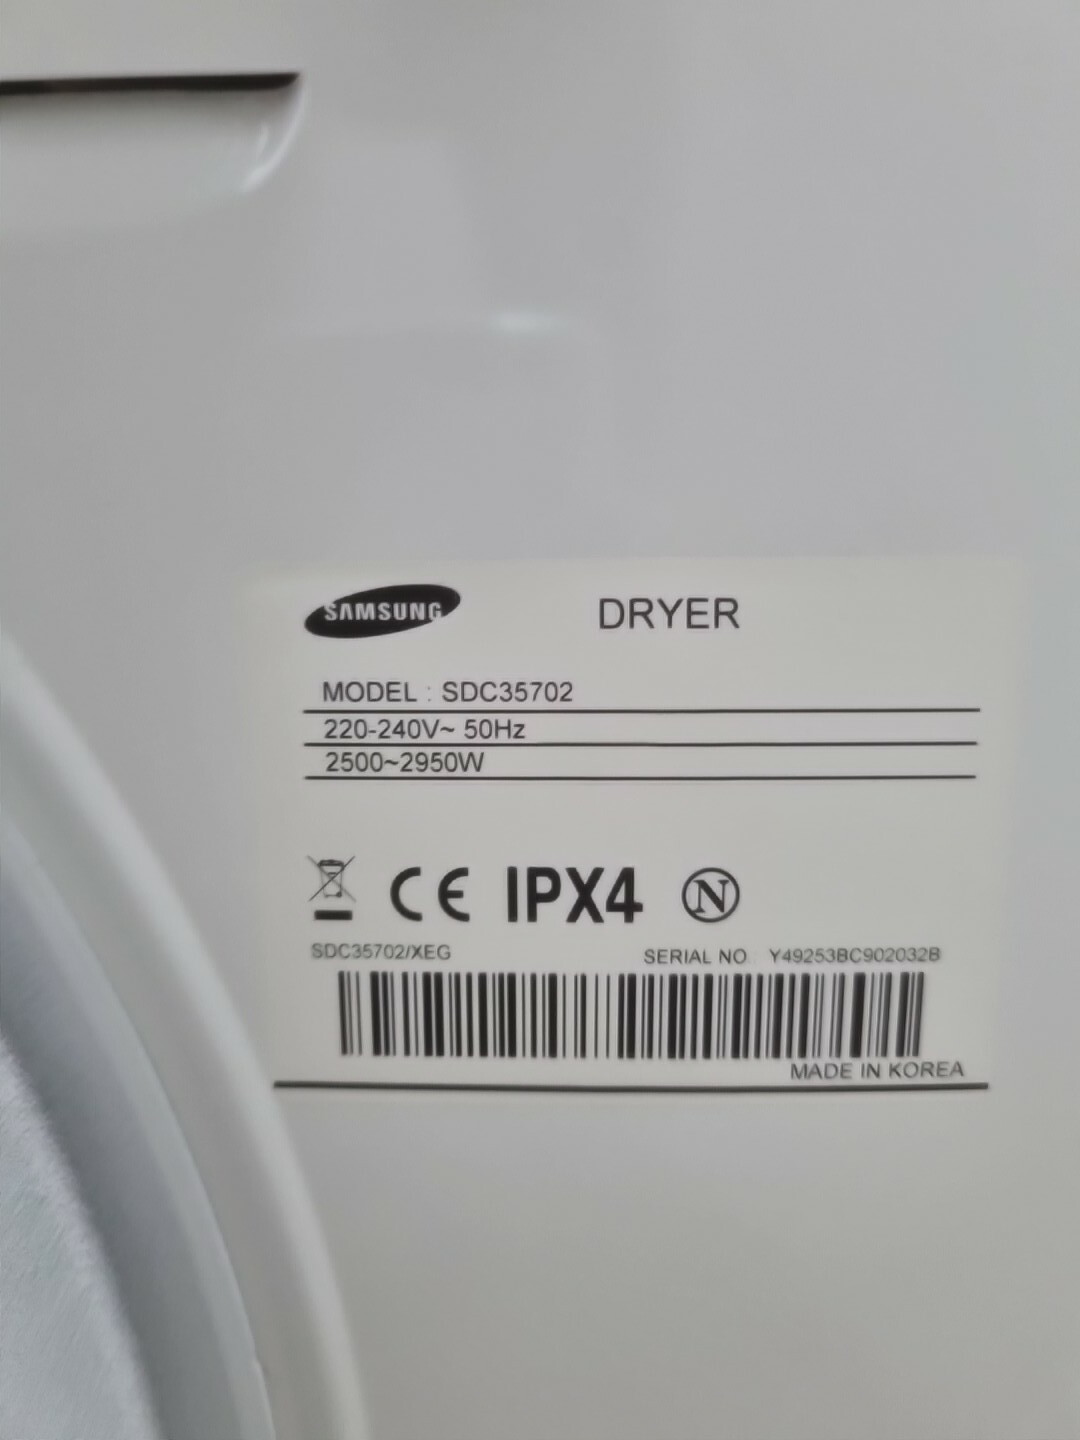 SAMSUNG DRYER
MODEL : SDC35702
220-240V~ 50Hz
2500~2950W
CE IPX4 N
SDC35702/XEG SERIAL NO. Y49253BC902032B
MADE IN KOREA